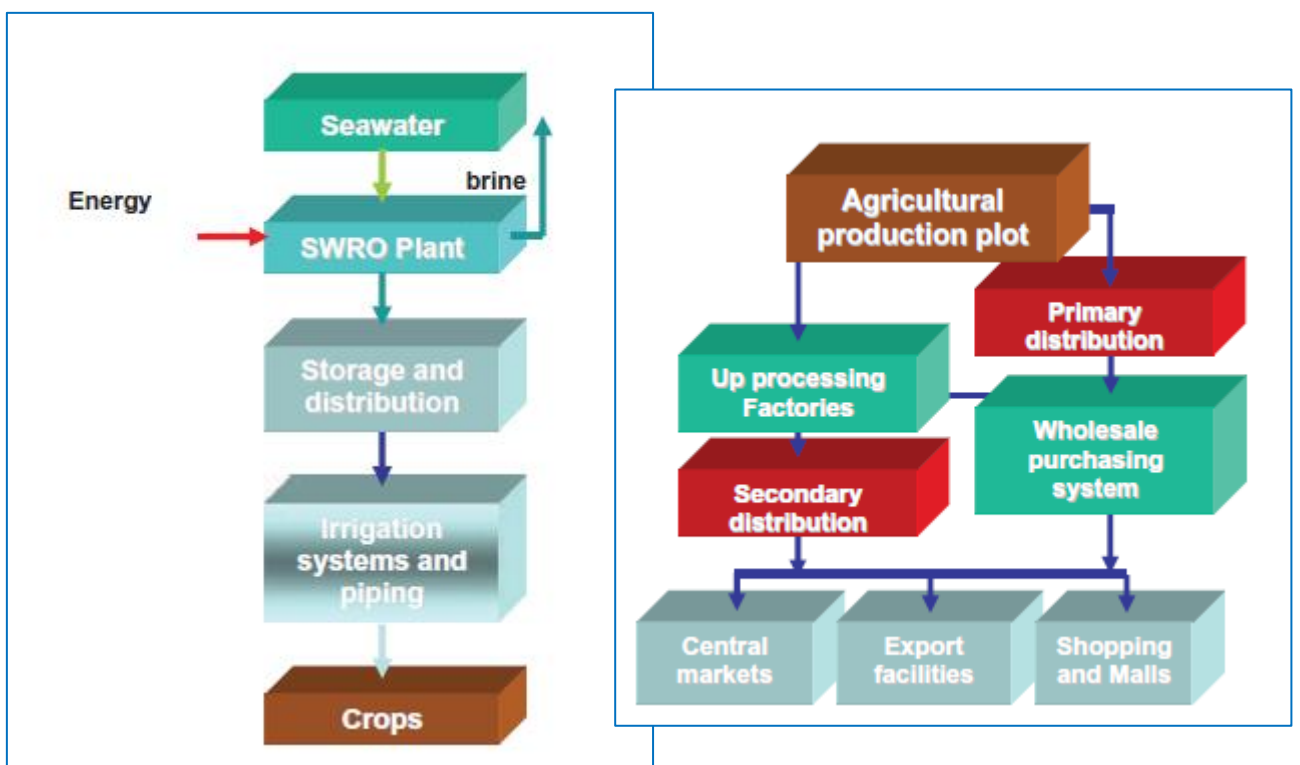 Seawater
brine
Energy
SWRO Plant
Storage and
distribution
Irrigation
systems and
piping
Crops
Agricultural
production plot
Primary
distribution
Up processing
Factories
Wholesale
purchasing
system
Secondary
distribution
Central
markets
Export
facilities
Shopping
and Malls